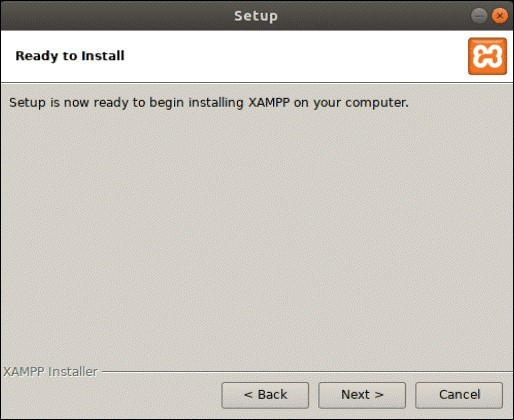 Setup
Ready to Install
Setup is now ready to begin installing XAMPP on your computer.
XAMPP Installer
< Back
Next >
Cancel